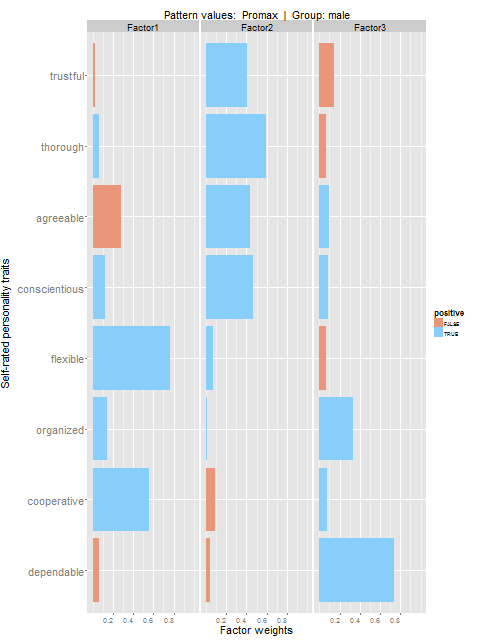 Pattern values: Promax | Group: male
Factor1 Factor2 Factor3
trustful
thorough
agreeable
conscientious
flexible
organized
cooperative
dependable
Self-rated personality traits
0.2 0.4 0.6 0.8 0.2 0.4 0.6 0.8 0.2 0.4 0.6 0.8
Factor weights
positive
FALSE
TRUE